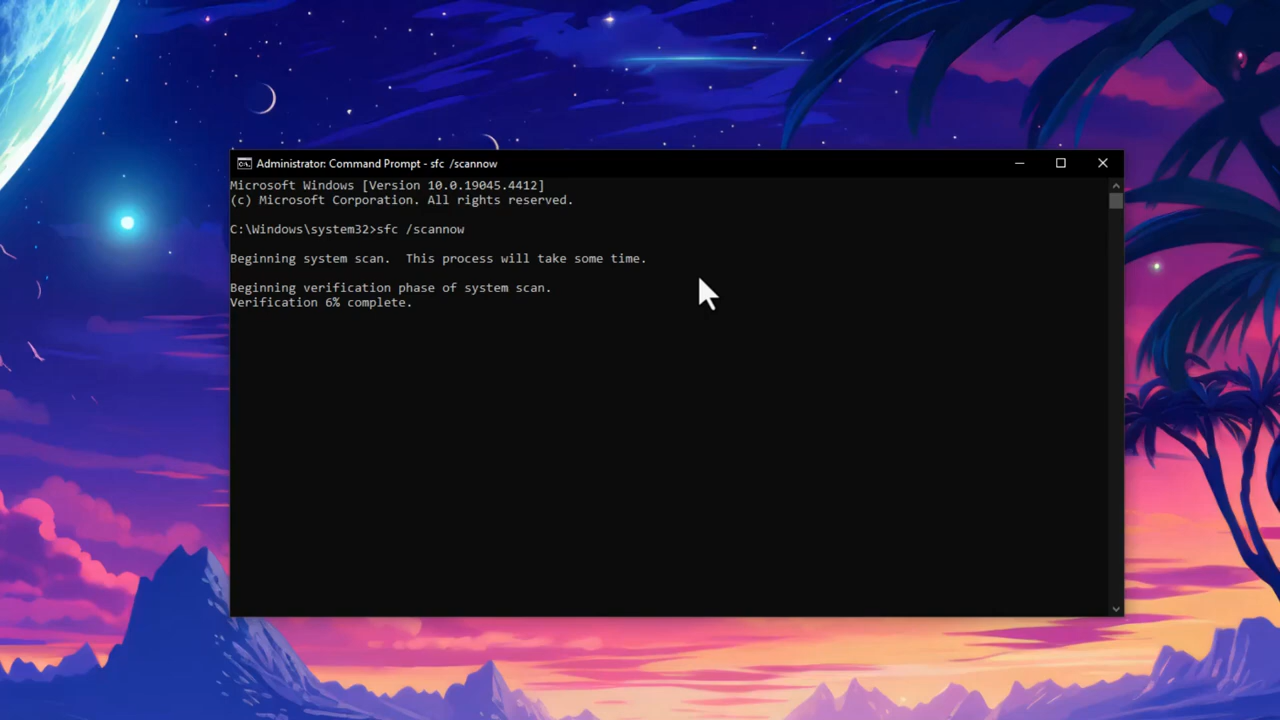 Administrator: Command Prompt - sfc  /scannow
Microsoft Windows [Version 10.0.19045.4412]
(c) Microsoft Corporation. All rights reserved.
C:\Windows\system32>sfc /scannow
Beginning system scan.  This process will take some time.
Beginning verification phase of system scan.
Verification 6% complete.